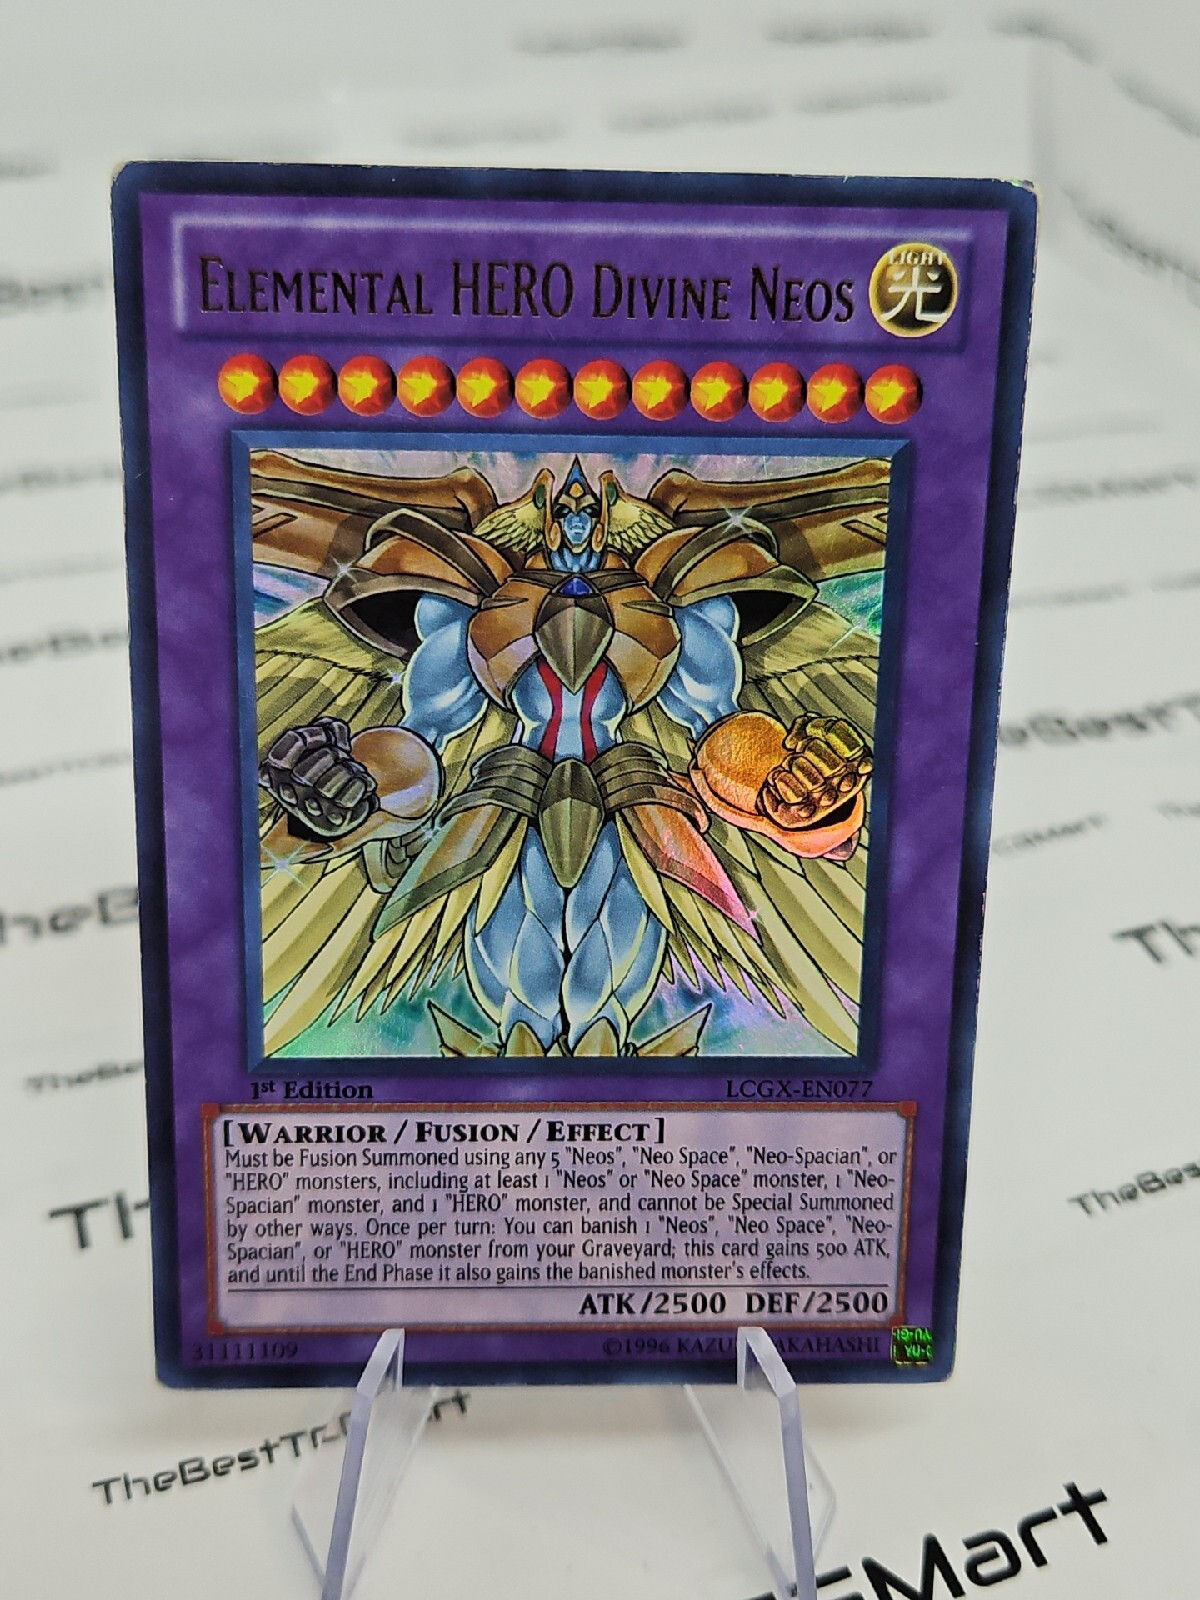 Elemental HERO Divine Neos
LIGHT
光
1st Edition
LCGX-EN077
[Warrior / Fusion / Effect]
Must be Fusion Summoned using any 5 "Neos", "Neo Space", "Neo-Spacian", or
"HERO" monsters, including at least 1 "Neos" or "Neo Space" monster, 1 "Neo-
Spacian" monster, and 1 "HERO" monster, and cannot be Special Summoned
by other ways. Once per turn: You can banish 1 "Neos", "Neo Space", "Neo-
Spacian", or "HERO" monster from your Graveyard; this card gains 500 ATK,
and until the End Phase it also gains the banished monster's effects.
ATK/2500 DEF/2500
31111109
©1996
TheBest